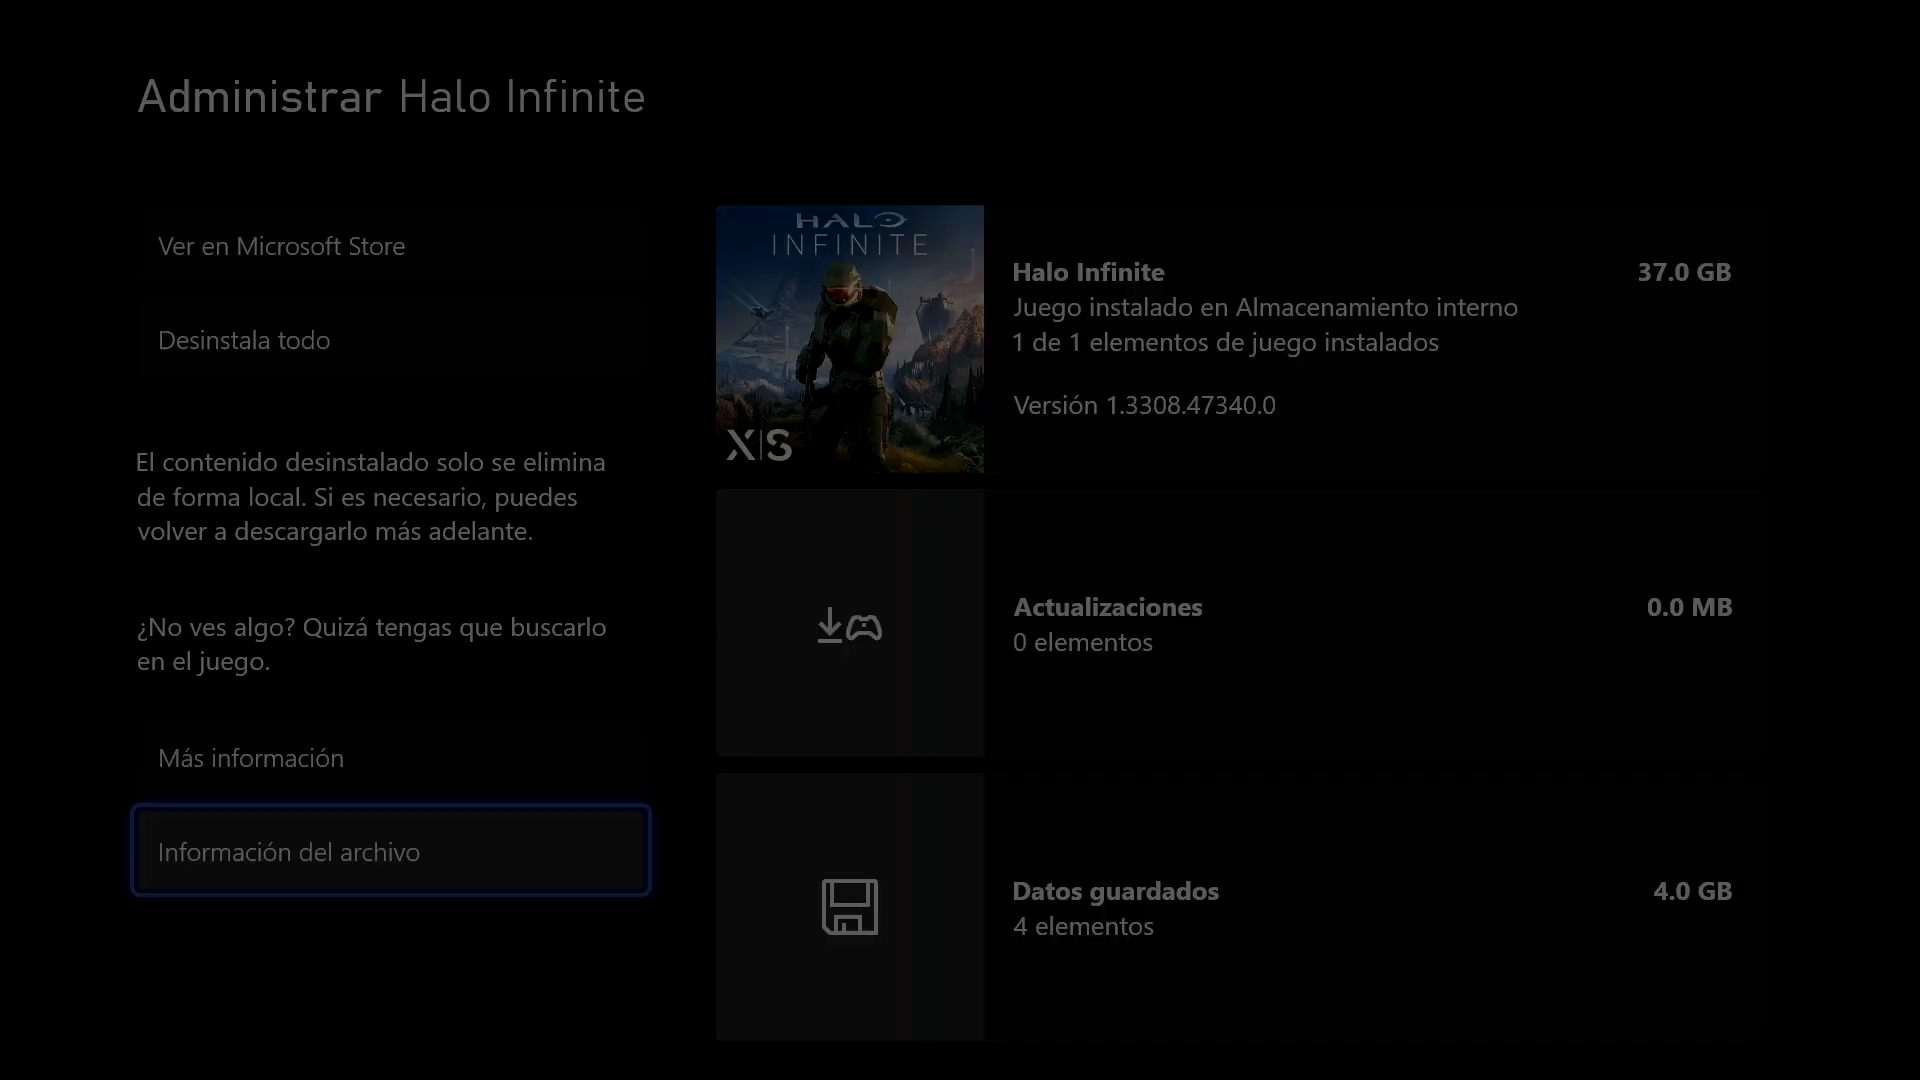 Administrar Halo Infinite
Ver en Microsoft Store
Desinstala todo
El contenido desinstalado solo se elimina
de forma local. Si es necesario, puedes
volver a descargarlo más adelante.
¿No ves algo? Quizá tengas que buscarlo
en el juego.
Más información
Información del archivo
HALO
INFINITE
X|S
Halo Infinite
37.0 GB
Juego instalado en Almacenamiento interno
1 de 1 elementos de juego instalados
Versión 1.3308.47340.0
Actualizaciones
0.0 MB
0 elementos
Datos guardados
4.0 GB
4 elementos